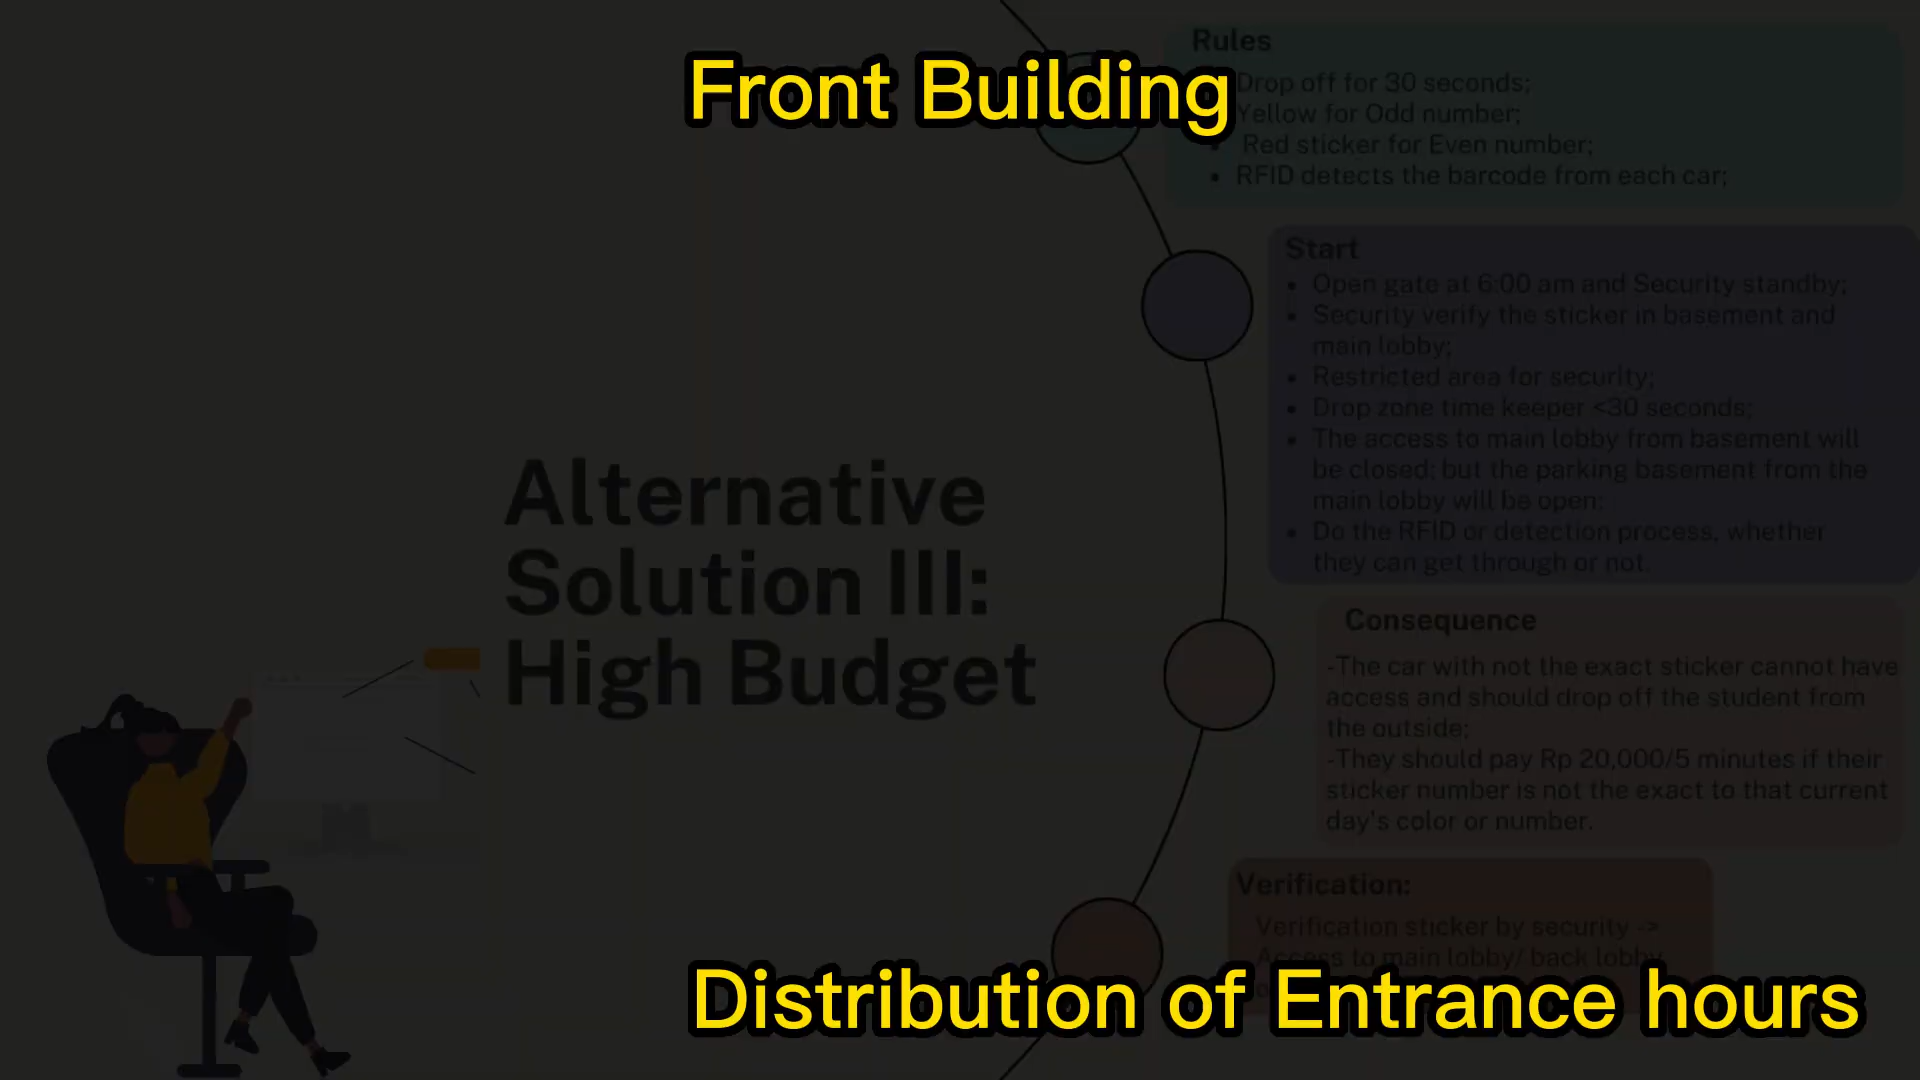 Front Building
Rules
Drop off for 30 seconds;
Yellow for Odd number;
• Red sticker for Even number;
• RFID detects the barcode from each car;
Start
• Open gate at 6:00 am and Security standby;
• Security verify the sticker in basement and
main lobby;
• Restricted area for security;
• Drop zone time keeper <30 seconds;
• The access to main lobby from basement will
be closed; but the parking basement from the
main lobby will be open;
• Do the RFID or detection process, whether
they can get through or not.
Alternative
Solution III:
High Budget
Consequence
-The car with not the exact sticker cannot have
access and should drop off the student from
the outside;
-They should pay Rp 20,000/5 minutes if their
sticker number is not the exact to that current
day's color or number.
Verification:
Verification sticker by security ->
Access to main lobby/ back lobby
Distribution of Entrance hours